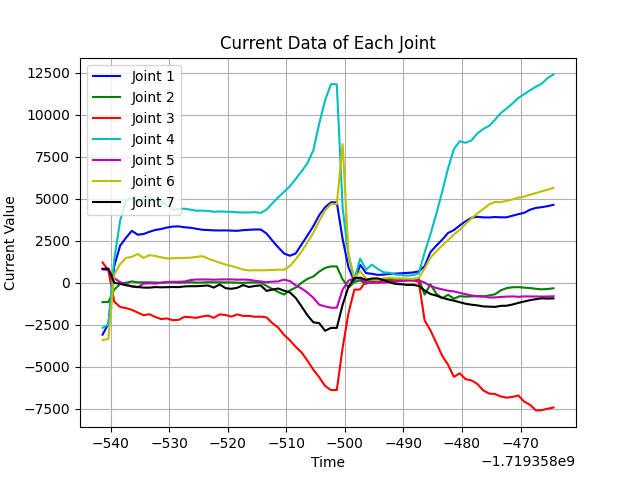 Current Data of Each Joint
Current Value
12500
10000
7500
5000
2500
0
−2500
−5000
−7500
Joint 1
Joint 2
Joint 3
Joint 4
Joint 5
Joint 6
Joint 7
−540 −530 −520 −510 −500 −490 −480 −470
−1.719358e9
Time